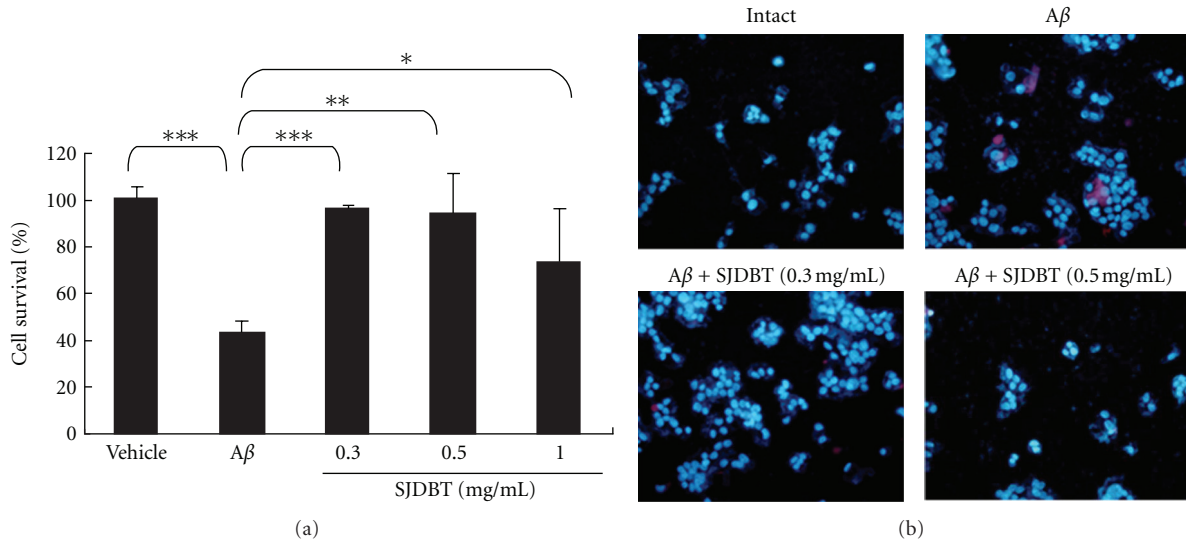 *
**
***
***
120
100
80
60
40
20
0
Cell survival (%)
Vehicle
Aβ
0.3
0.5
1
SJDBT (mg/mL)
(a)
Intact
Aβ
Aβ + SJDBT (0.3 mg/mL)
Aβ + SJDBT (0.5 mg/mL)
(b)